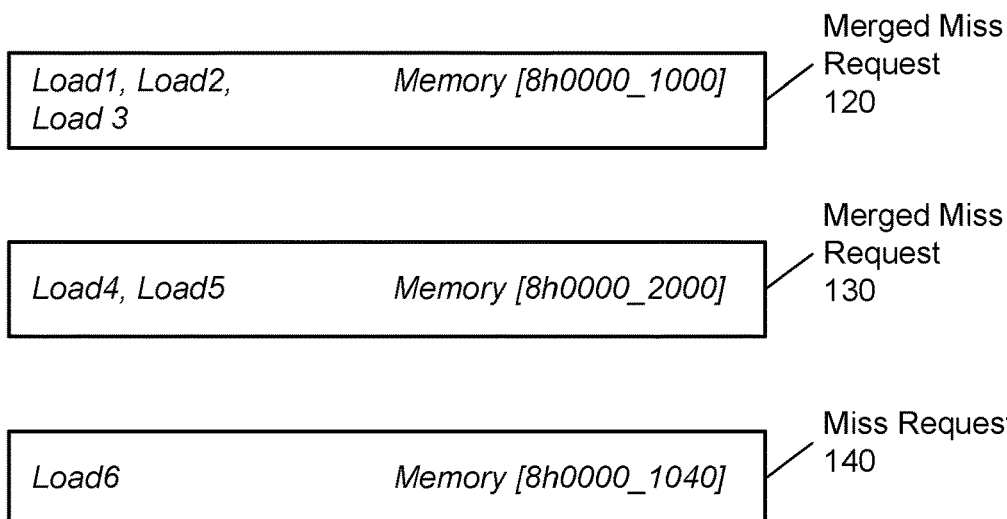 Merged Miss
Request
120
Load1, Load2, Memory [8h0000_1000]
Load 3
Merged Miss
Request
130
Load4, Load5 Memory [8h0000_2000]
Miss Request
140
Load6 Memory [8h0000_1040]